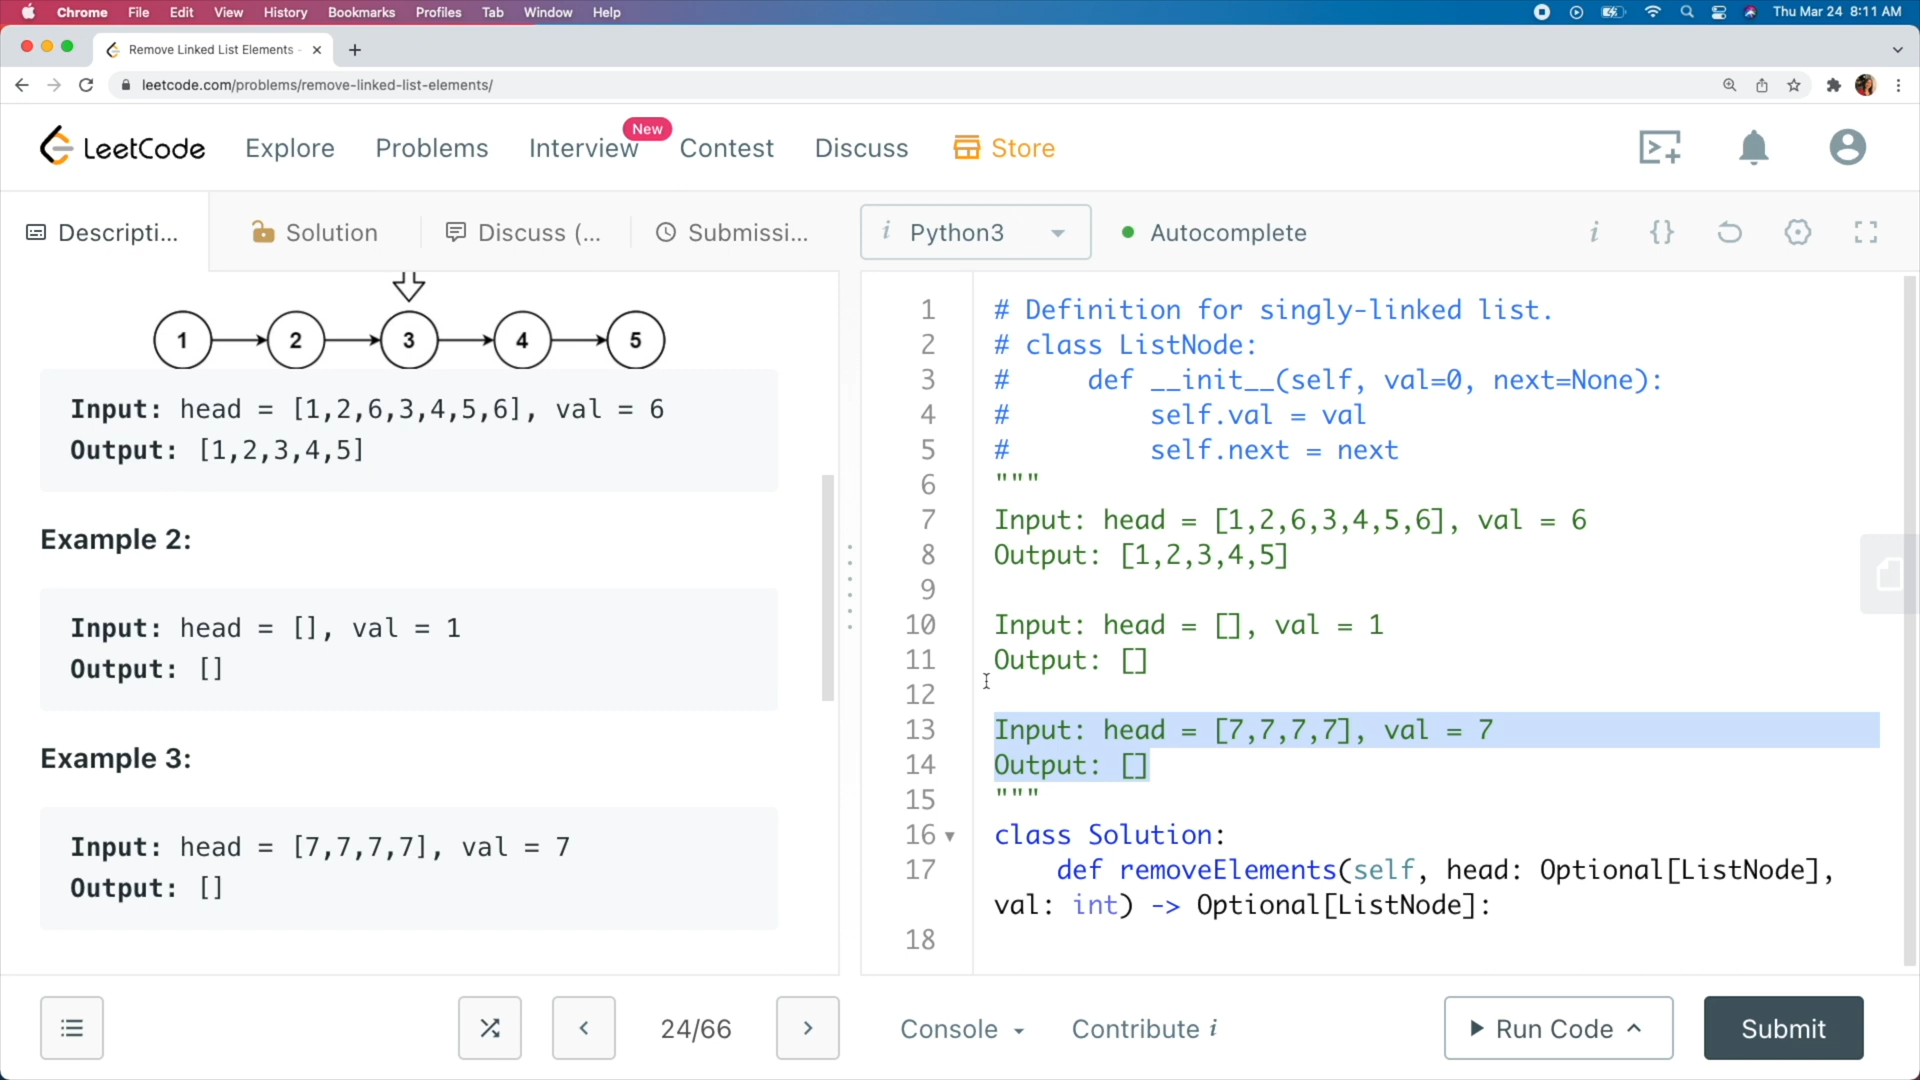 Chrome File Edit View History Bookmarks Profiles Tab Window Help Thu Mar 24 8:11 AM
Remove Linked List Elements -
leetcode.com/problems/remove-linked-list-elements/
LeetCode Explore Problems Interview New Contest Discuss Store
Descripti... Solution Discuss (... Submissi...
1 2 3 4 5
Input: head = [1,2,6,3,4,5,6], val = 6
Output: [1,2,3,4,5]
Example 2:
Input: head = [], val = 1
Output: []
Example 3:
Input: head = [7,7,7,7], val = 7
Output: []
24/66
i Python3 Autocomplete i {}
1 # Definition for singly-linked list.
2 # class ListNode:
3 #     def __init__(self, val=0, next=None):
4 #         self.val = val
5 #         self.next = next
6 """
7 Input: head = [1,2,6,3,4,5,6], val = 6
8 Output: [1,2,3,4,5]
9
10 Input: head = [], val = 1
11 Output: []
12
13 Input: head = [7,7,7,7], val = 7
14 Output: []
15 """
16 class Solution:
17     def removeElements(self, head: Optional[ListNode],
val: int) -> Optional[ListNode]:
18
Console Contribute i Run Code Submit